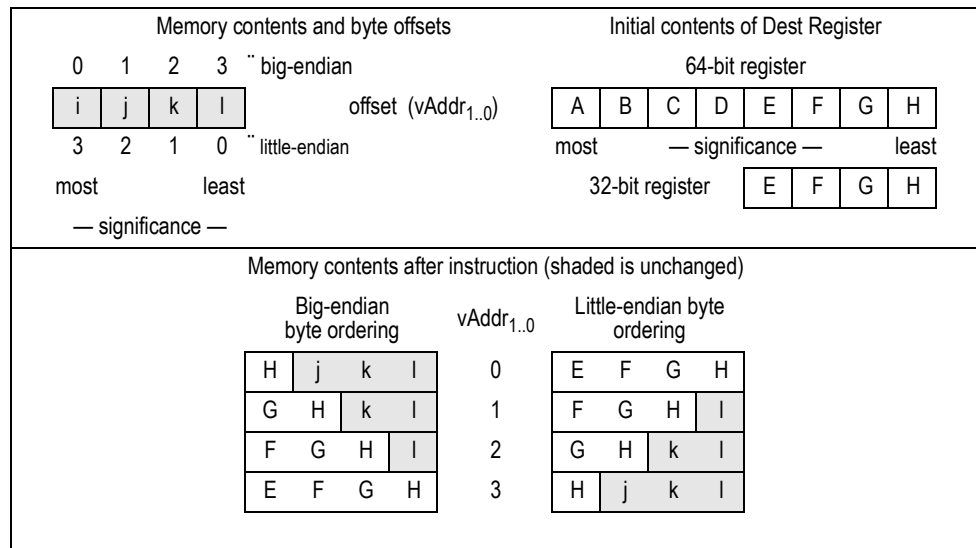 Memory contents and byte offsets
Initial contents of Dest Register
0 1 2 3 ¨ big-endian
64-bit register
i j k l
offset (vAddr1..0)
A B C D E F G H
3 2 1 0 ¨ little-endian
most — significance — least
most least
32-bit register E F G H
— significance —
Memory contents after instruction (shaded is unchanged)
Big-endian
byte ordering
vAddr1..0
Little-endian byte
ordering
H j k l 0 E F G H
G H k l 1 F G H l
F G H l 2 G H k l
E F G H 3 H j k l